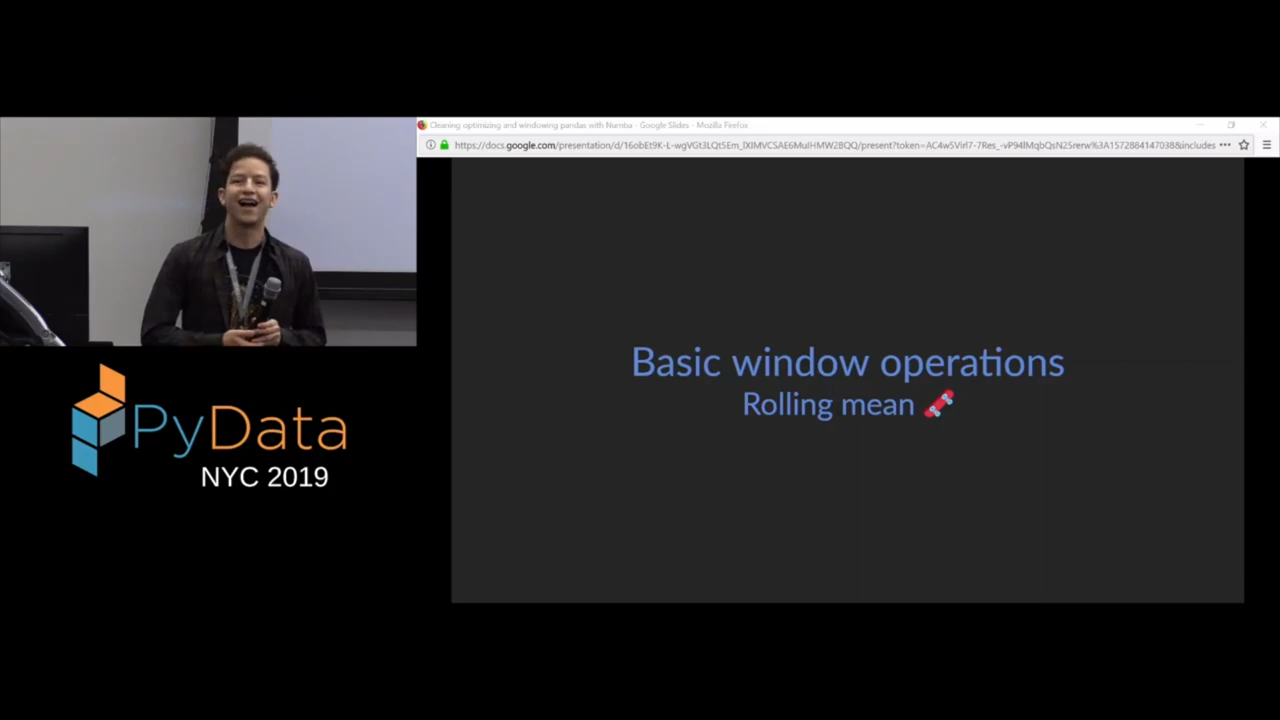 Cleaning optimizing and windowing pandas with Numba - Google Slides - Mozilla Firefox
Basic window operations
Rolling mean
PyData
NYC 2019